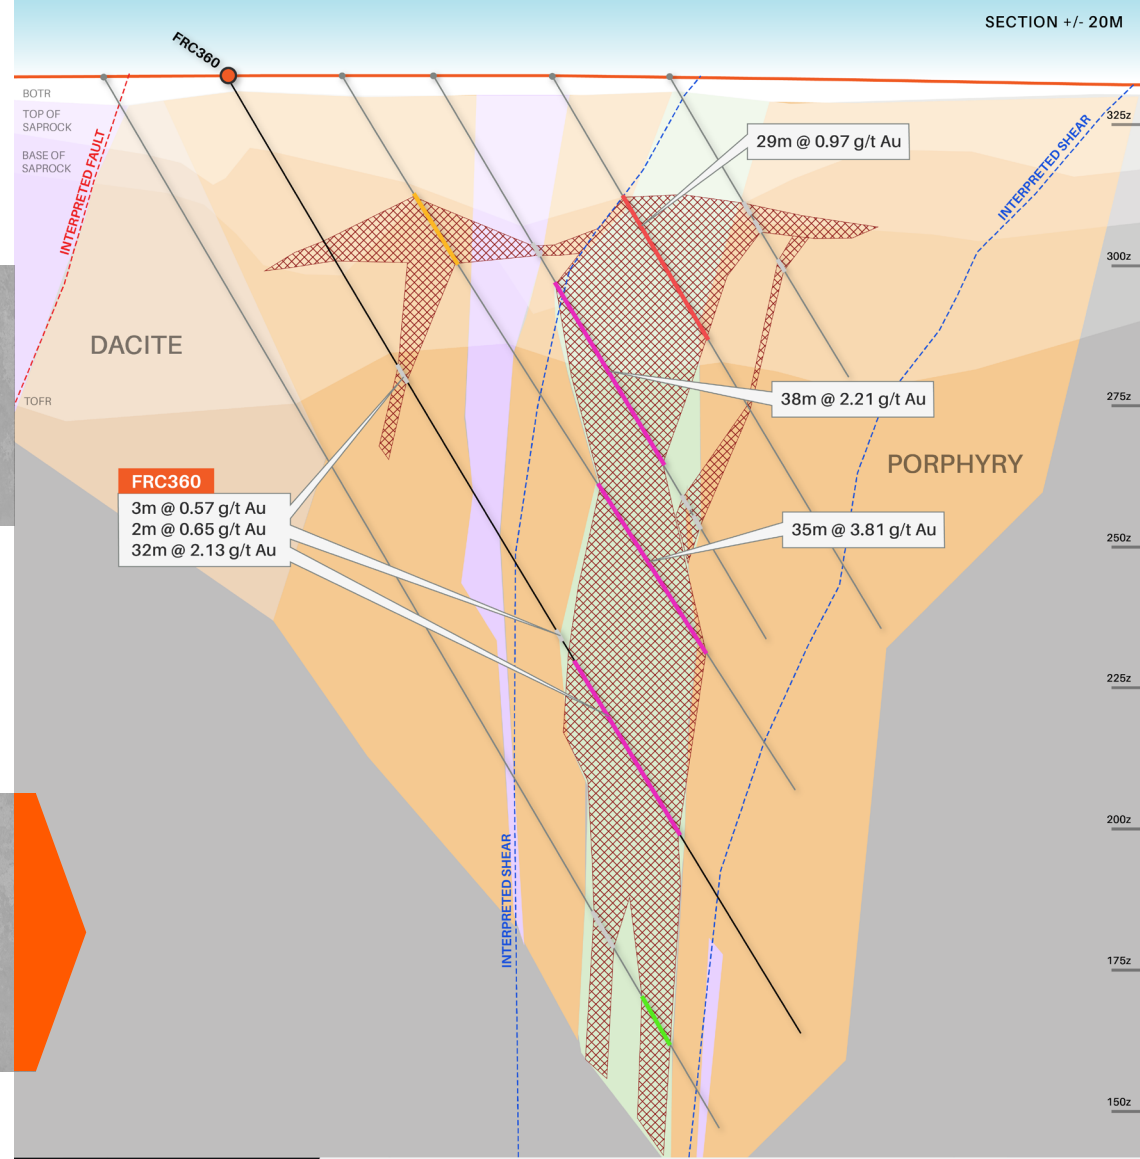 SECTION +/- 20M
FRC360
BOTR
TOP OF
SAPROCK
BASE OF
SAPROCK
INTERPRETED FAULT
325z
29m @ 0.97 g/t Au
INTERPRETED SHEAR
300z
DACITE
275z
38m @ 2.21 g/t Au
TOFR
PORPHYRY
FRC360
3m @ 0.57 g/t Au
2m @ 0.65 g/t Au
32m @ 2.13 g/t Au
35m @ 3.81 g/t Au
250z
225z
200z
INTERPRETED SHEAR
175z
150z